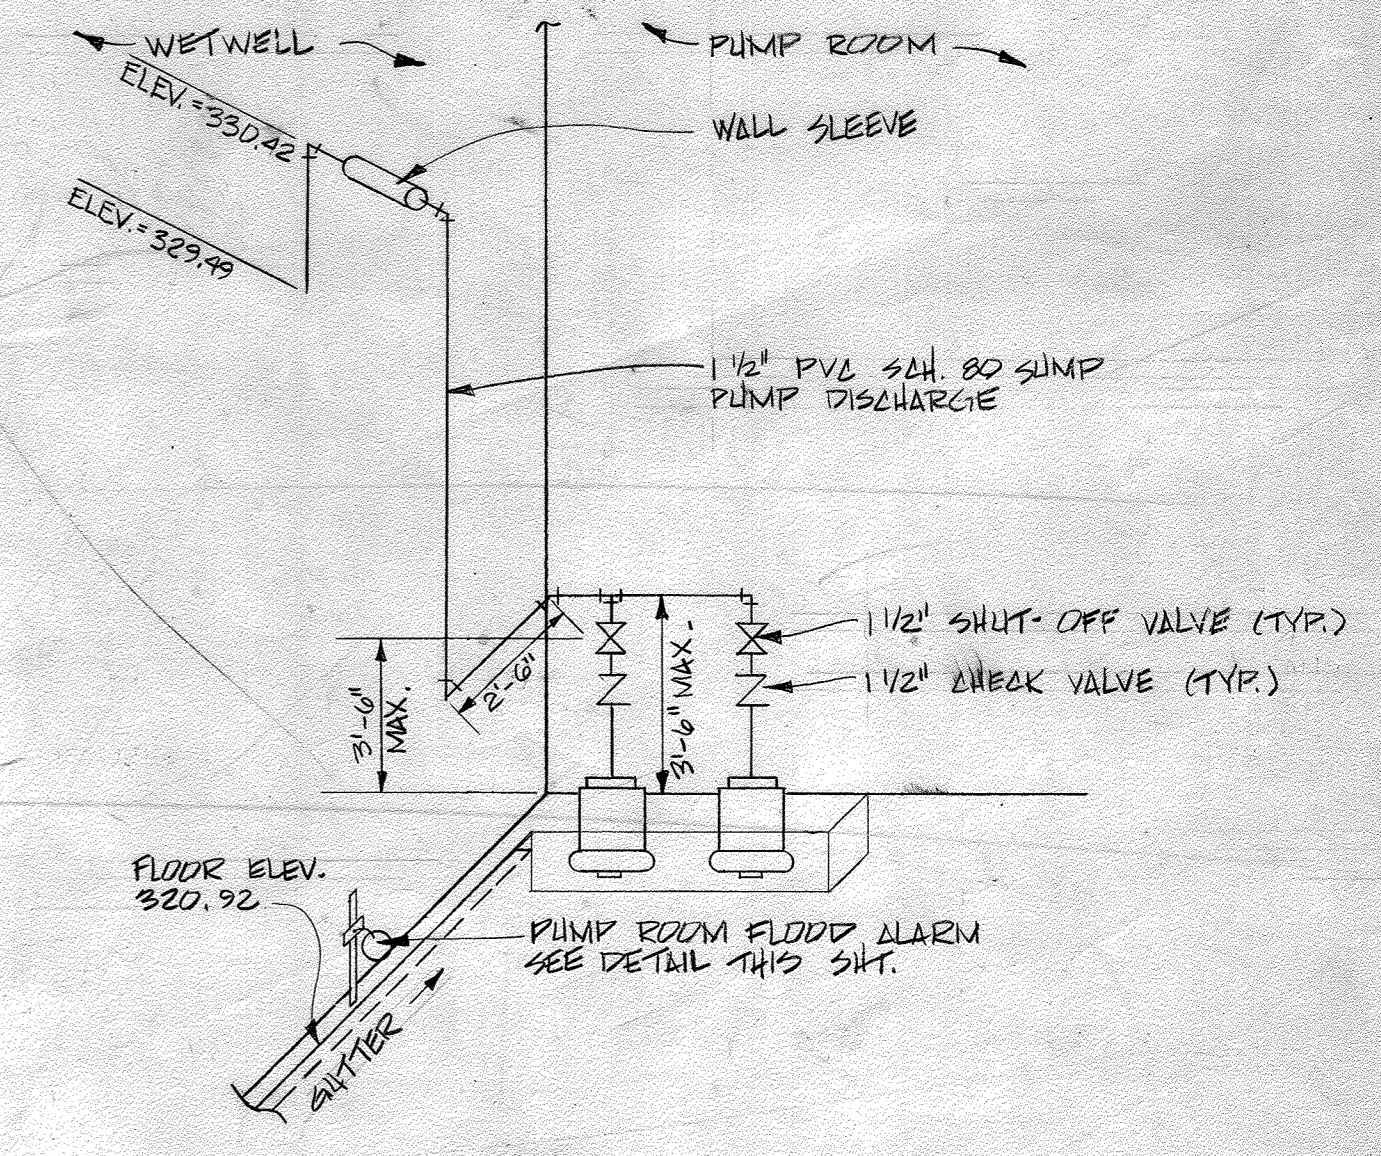 WETWELL
PUMP ROOM
ELEV. = 330.42
WALL SLEEVE
ELEV. = 329.49
1 1/2" PVC SCH. 80 SUMP
PUMP DISCHARGE
1 1/2" SHUT-OFF VALVE (TYP.)
2'-6"
3'-6" MAX.
1 1/2" CHECK VALVE (TYP.)
3'-6"
MAX.
FLOOR ELEV.
320.92
PUMP ROOM FLOOD ALARM
SEE DETAIL THIS SHT.
GUTTER